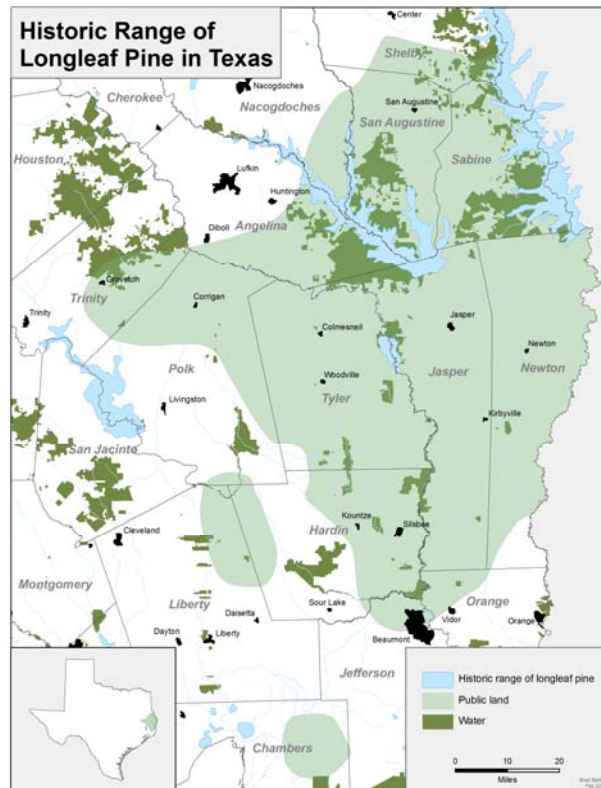 Historic Range of
Longleaf Pine in Texas
Center
Shelby
Nacogdoches
Cherokee
Nacogdoches
San Augustine
San Augustine
Houston
Sabine
Lufkin
Huntington
Diboll
Angelina
Groveton
Trinity
Corrigan
Trinity
Colmesneil
Jasper
Newton
Polk
Woodville
Jasper
Newton
Livingston
Tyler
Kirbyville
San Jacinto
Kountze
Silsbee
Cleveland
Hardin
Montgomery
Liberty
Sour Lake
Orange
Daisetta
Vidor
Orange
Dayton
Liberty
Beaumont
Jefferson
Chambers
Historic range of longleaf pine
Public land
Water
0 10 20
Miles